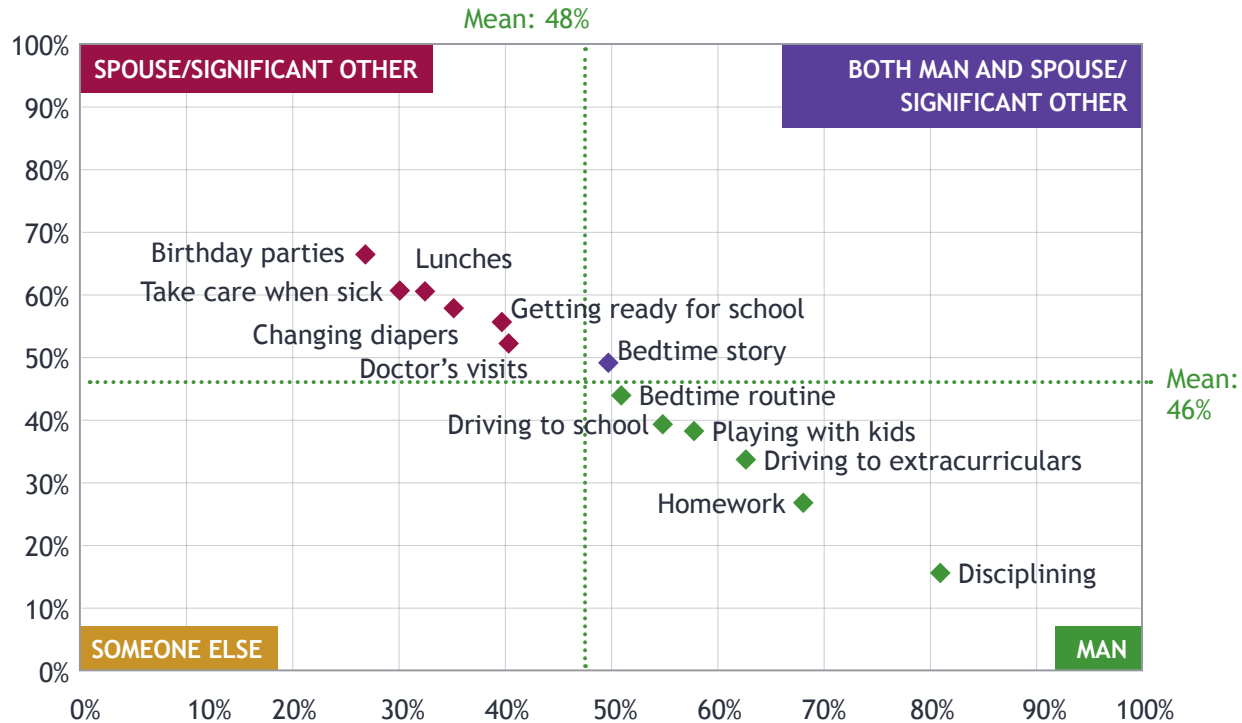 Mean: 48%
100%
SPOUSE/SIGNIFICANT OTHER
BOTH MAN AND SPOUSE/
SIGNIFICANT OTHER
90%
80%
70%
Birthday parties
Lunches
60%
Take care when sick
Getting ready for school
Changing diapers
50%
Bedtime story
Doctor’s visits
Mean:
46%
Bedtime routine
40%
Driving to school
Playing with kids
Driving to extracurriculars
30%
Homework
20%
Disciplining
10%
SOMEONE ELSE
MAN
0%
0%
10%
20%
30%
40%
50%
60%
70%
80%
90%
100%